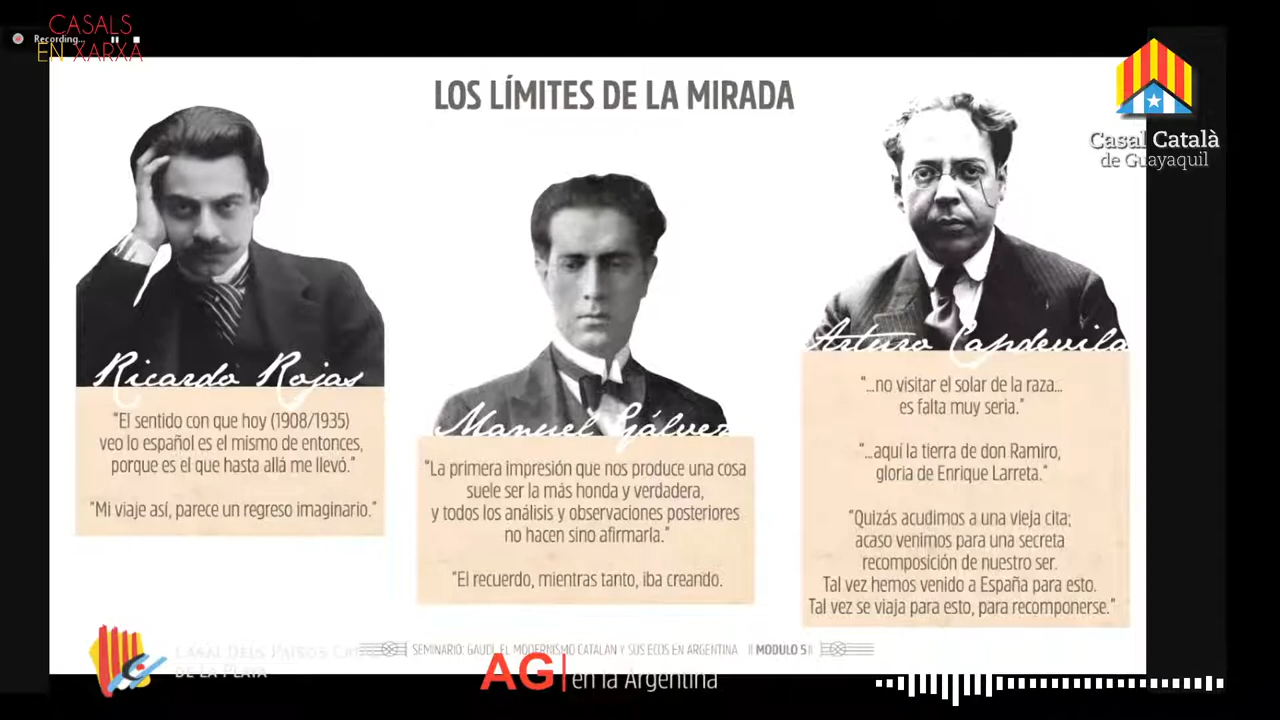 CASALS
EN XARXA
Recording...
LOS LÍMITES DE LA MIRADA
Casal Català
de Guayaquil
Ricardo Rojas
"El sentido con que hoy (1908/1935)
veo lo español es el mismo de entonces,
porque es el que hasta allá me llevó."
"Mi viaje así, parece un regreso imaginario."
Manuel Gálvez
"La primera impresión que nos produce una cosa
suele ser la más honda y verdadera,
y todos los análisis y observaciones posteriores
no hacen sino afirmarla."
"El recuerdo, mientras tanto, iba creando.
Arturo Capdevila
"...no visitar el solar de la raza...
es falta muy seria."
"...aquí la tierra de don Ramiro,
gloria de Enrique Larreta."
"Quizás acudimos a una vieja cita;
acaso venimos para una secreta
recomposición de nuestro ser.
Tal vez hemos venido a España para esto.
Tal vez se viaja para esto, para recomponerse."
CASAL DELS PAÏSOS
DE LA PLATA
SEMINARIO: GAUDÍ, EL MODERNISMO CATALÁN Y SUS ECOS EN ARGENTINA || MÓDULO 5
AG| en la Argentina